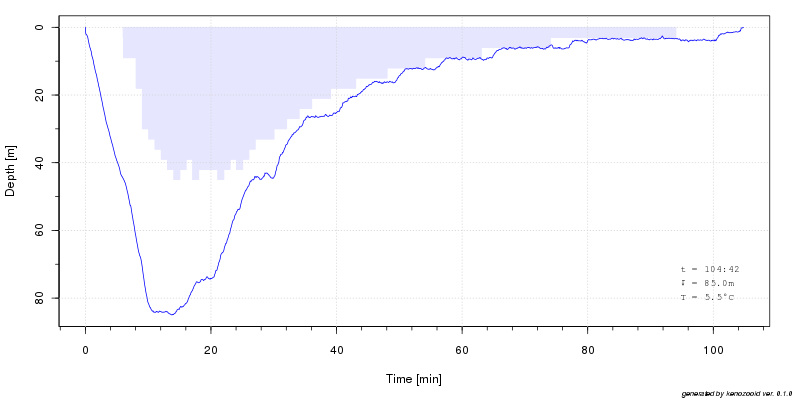 0
20
40
60
80
Depth [m]
t = 104:42
= 85.0m
T = 5.5°C
0
20
40
60
80
100
Time [min]
generated by kenozooid ver. 0.1.0